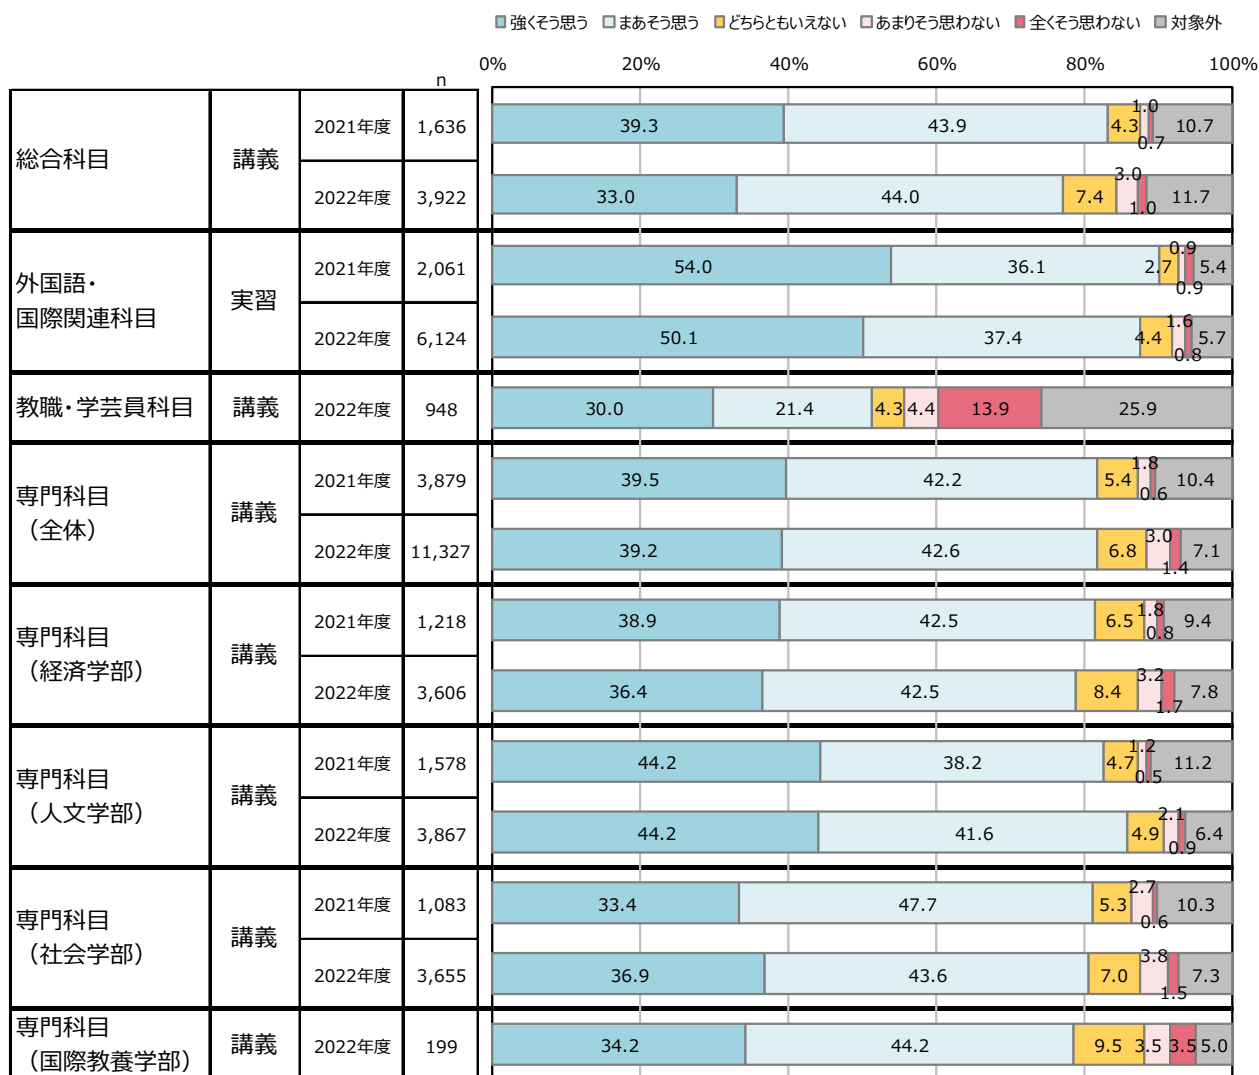 強くそう思う まあそう思う どちらともいえない あまりそう思わない 全くそう思わない 対象外
0% 20% 40% 60% 80% 100%
n
総合科目 講義
2021年度 1,636 39.3 43.9 4.3 1.0 0.7 10.7
2022年度 3,922 33.0 44.0 7.4 3.0 1.0 11.7
外国語・
国際関連科目 実習
2021年度 2,061 54.0 36.1 2.7 0.9 0.9 5.4
2022年度 6,124 50.1 37.4 4.4 1.6 0.8 5.7
教職・学芸員科目 講義 2022年度 948 30.0 21.4 4.3 4.4 13.9 25.9
専門科目
（全体） 講義
2021年度 3,879 39.5 42.2 5.4 1.8 0.6 10.4
2022年度 11,327 39.2 42.6 6.8 3.0 1.4 7.1
専門科目
（経済学部） 講義
2021年度 1,218 38.9 42.5 6.5 1.8 0.8 9.4
2022年度 3,606 36.4 42.5 8.4 3.2 1.7 7.8
専門科目
（人文学部） 講義
2021年度 1,578 44.2 38.2 4.7 1.2 0.5 11.2
2022年度 3,867 44.2 41.6 4.9 2.1 0.9 6.4
専門科目
（社会学部） 講義
2021年度 1,083 33.4 47.7 5.3 2.7 0.6 10.3
2022年度 3,655 36.9 43.6 7.0 3.8 1.5 7.3
専門科目
（国際教養学部） 講義 2022年度 199 34.2 44.2 9.5 3.5 3.5 5.0